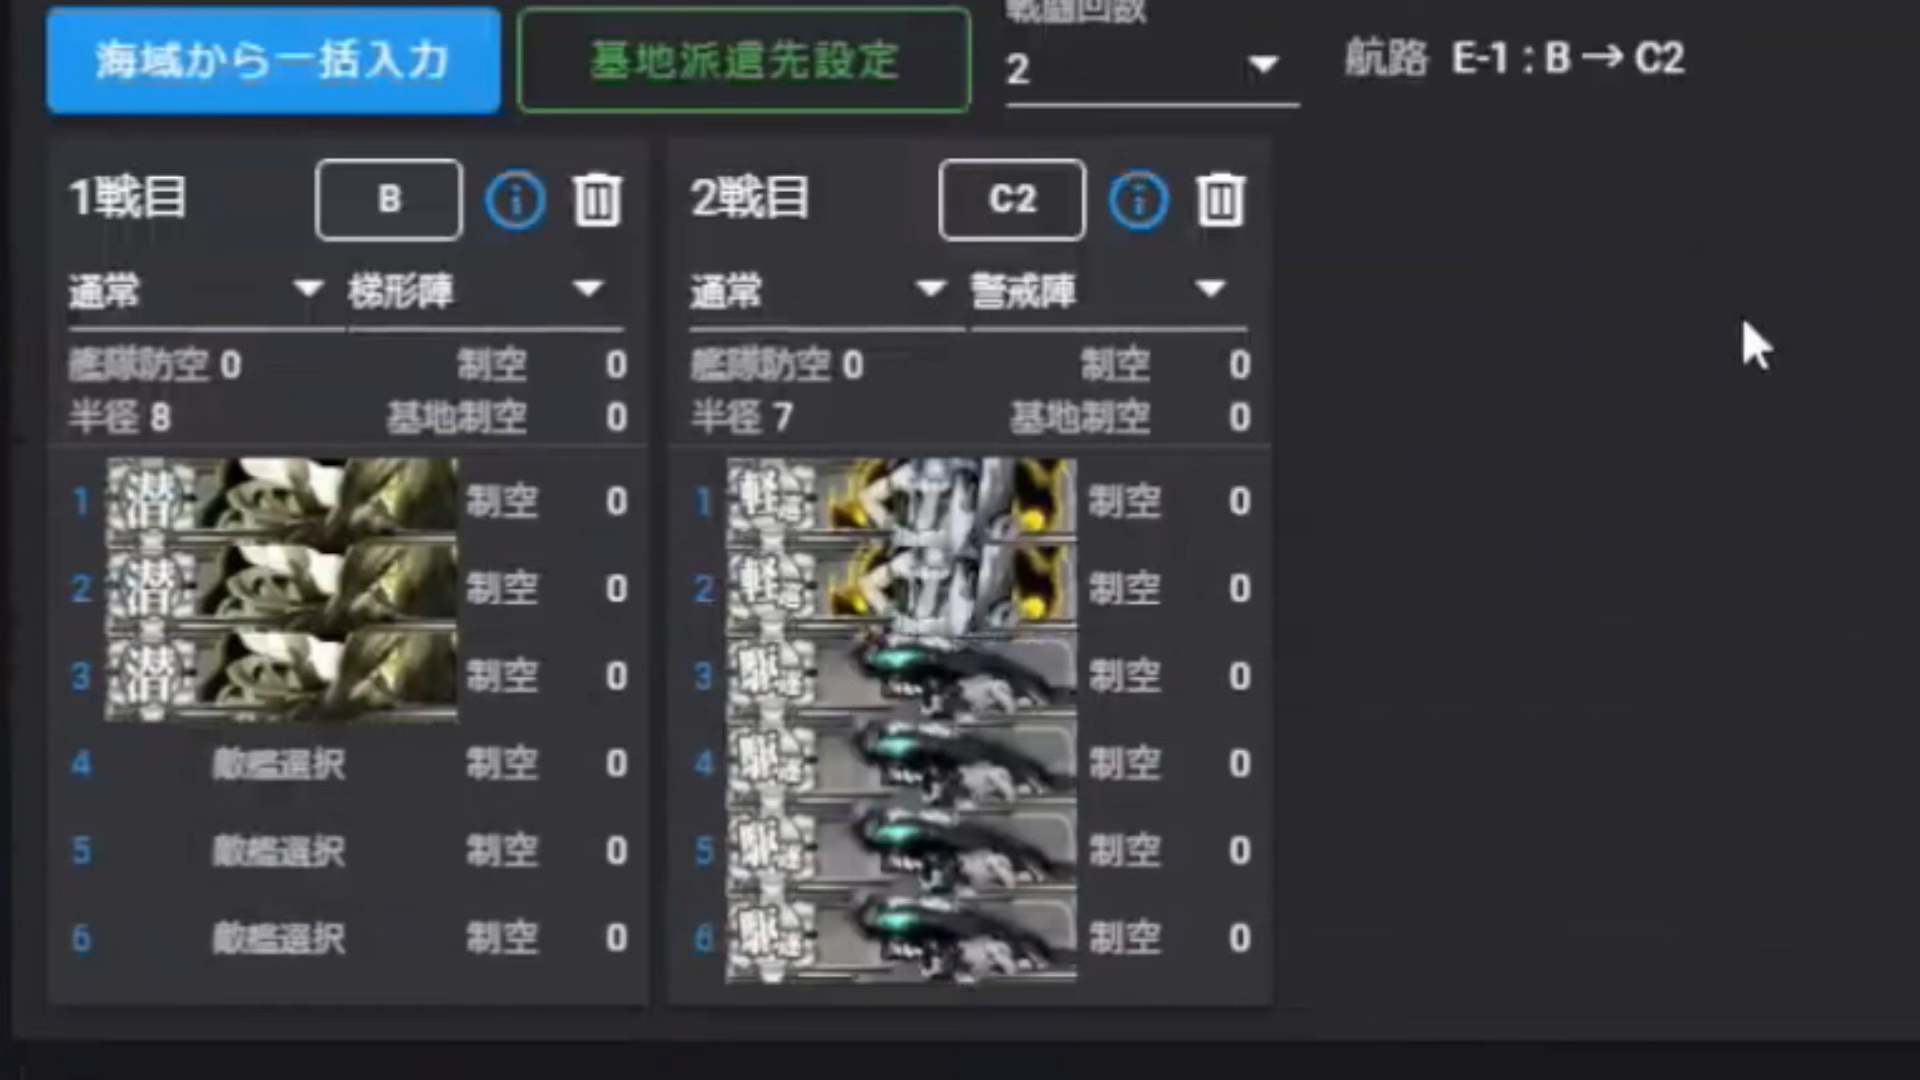 海域から一括入力
基地派遣先設定
戦闘回数
2
航路 E-1 : B → C2
1戦目 B
通常 梯形陣
艦隊防空 0 制空 0
半径 8 基地制空 0
1 潜 制空 0
2 潜 制空 0
3 潜 制空 0
4 敵艦選択 制空 0
5 敵艦選択 制空 0
6 敵艦選択 制空 0
2戦目 C2
通常 警戒陣
艦隊防空 0 制空 0
半径 7 基地制空 0
1 軽巡 制空 0
2 軽巡 制空 0
3 駆逐 制空 0
4 駆逐 制空 0
5 駆逐 制空 0
6 駆逐 制空 0